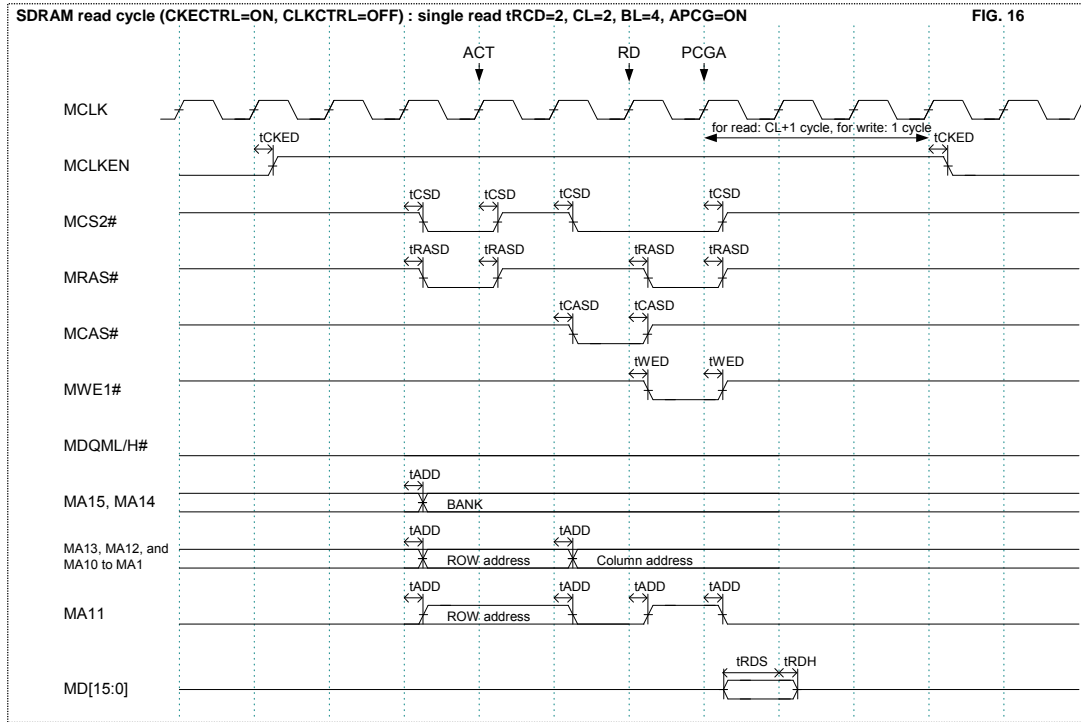 SDRAM read cycle (CKECTRL=ON, CLKCTRL=OFF) : single read tRCD=2, CL=2, BL=4, APCG=ON FIG. 16
ACT RD PCGA
MCLK
for read: CL+1 cycle, for write: 1 cycle
tCKED tCKED
MCLKEN
tCSD tCSD tCSD tCSD
MCS2#
tRASD tRASD tRASD tRASD
MRAS#
tCASD tCASD
MCAS#
tWED tWED
MWE1#
MDQML/H#
tADD
MA15, MA14 BANK
tADD tADD
MA13, MA12, and
MA10 to MA1 ROW address Column address
tADD tADD tADD tADD
MA11 ROW address
tRDS tRDH
MD[15:0]